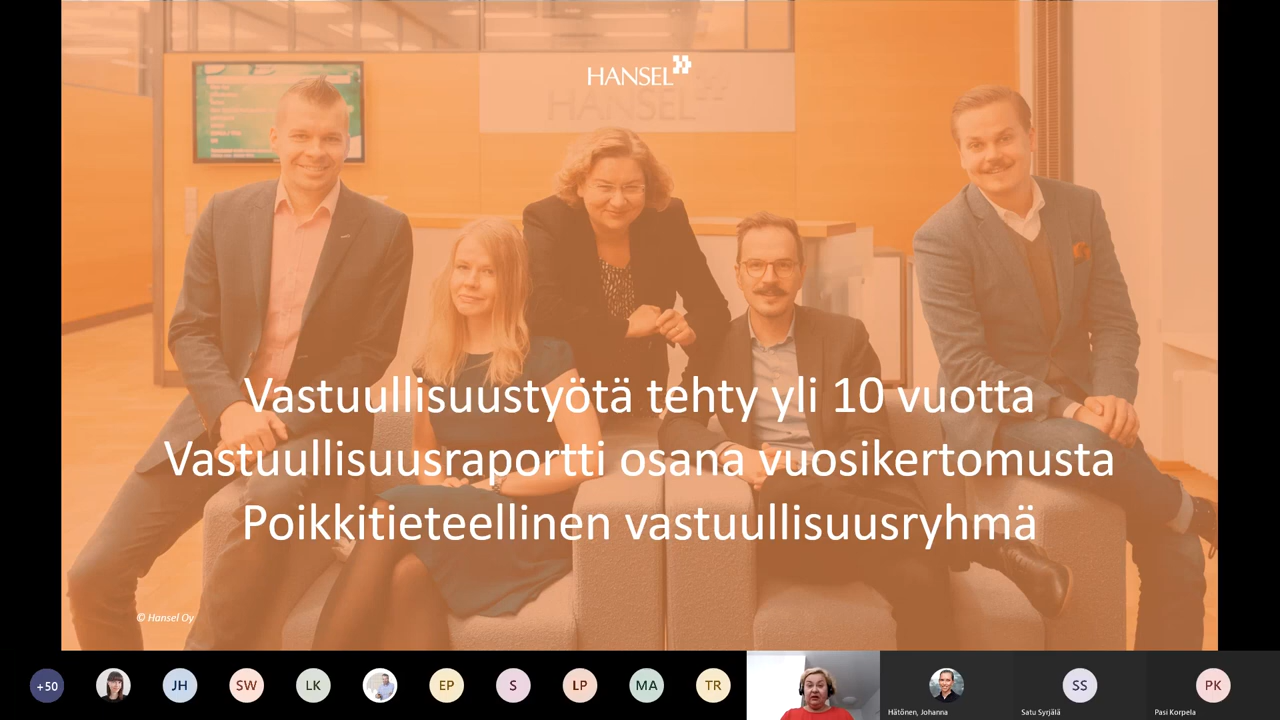 HANSEL
HANSEL
Vastuullisuustyötä tehty yli 10 vuotta
Vastuullisuusraportti osana vuosikertomusta
Poikkitieteellinen vastuullisuusryhmä
© Hansel Oy
+50
JH
SW
LK
EP
S
LP
MA
TR
Hätönen, Johanna
SS
Satu Syrjälä
PK
Pasi Korpela